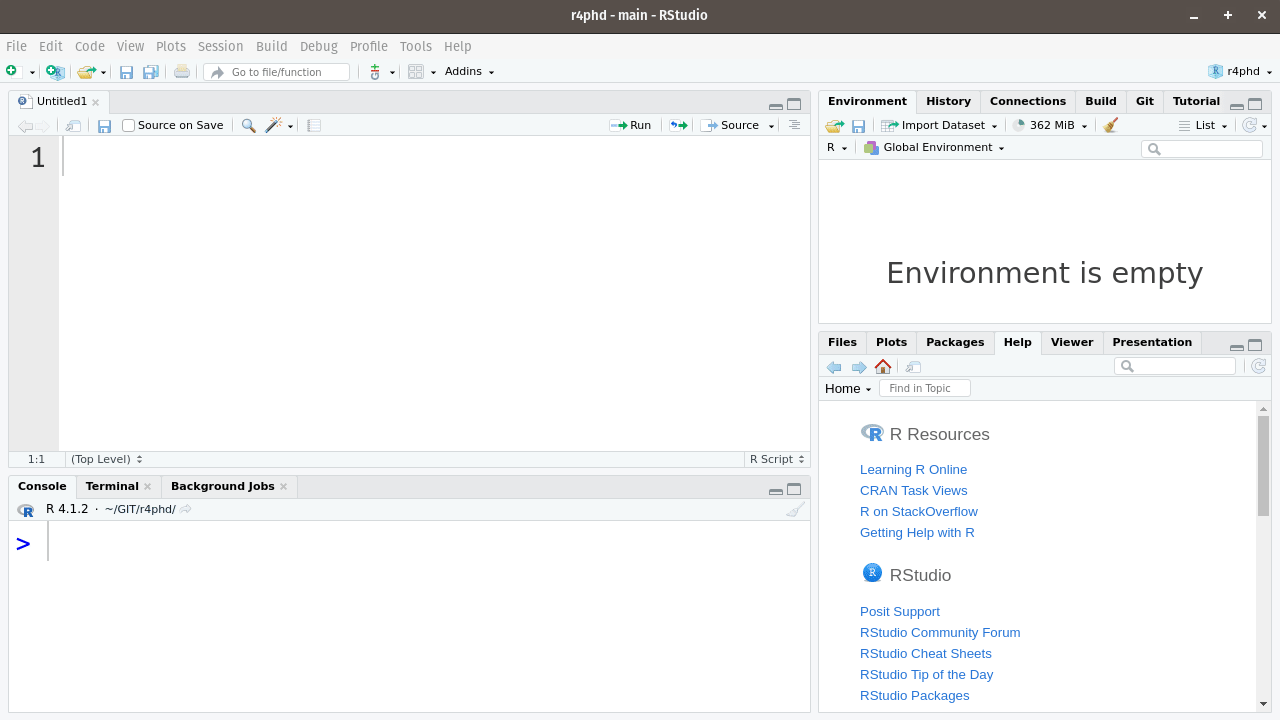 r4phd - main - RStudio
File Edit Code View Plots Session Build Debug Profile Tools Help
Go to file/function Addins r4phd
Untitled1
Source on Save Run Source
1
1:1 (Top Level) R Script
Console Terminal Background Jobs
R 4.1.2 · ~/GIT/r4phd/
>
Environment History Connections Build Git Tutorial
Import Dataset 362 MiB List
R Global Environment
Environment is empty
Files Plots Packages Help Viewer Presentation
Home Find in Topic
R Resources
Learning R Online
CRAN Task Views
R on StackOverflow
Getting Help with R
RStudio
Posit Support
RStudio Community Forum
RStudio Cheat Sheets
RStudio Tip of the Day
RStudio Packages